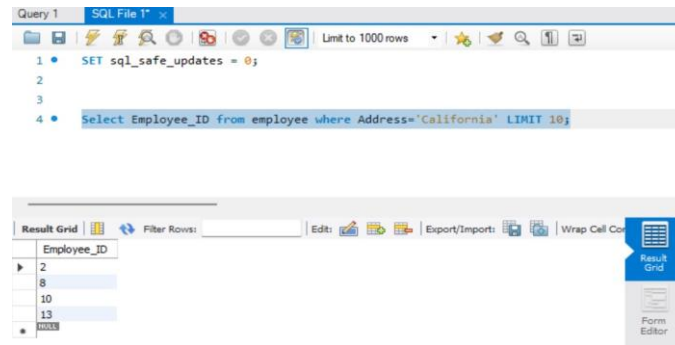 Query 1 SQL File 1* ×
Limit to 1000 rows
1 SET sql_safe_updates = 0;
2
3
4 Select Employee_ID from employee where Address='California' LIMIT 10;
Result Grid Filter Rows: Edit: Export/Import: Wrap Cell Con
Employee_ID
2
8
10
13
NULL
Result
Grid
Form
Editor